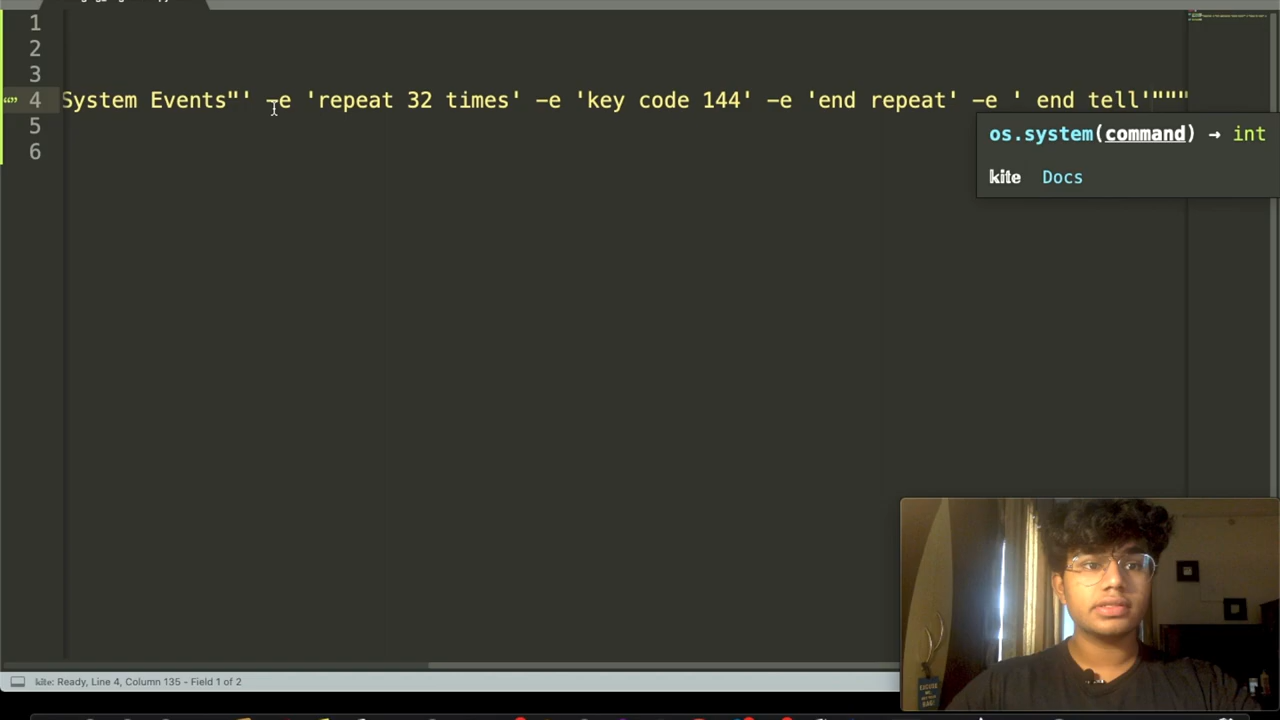 1
2
3
4 System Events"' -e 'repeat 32 times' -e 'key code 144' -e 'end repeat' -e ' end tell'"""
5
6
os.system(command) → int
kite Docs
kite: Ready, Line 4, Column 135 - Field 1 of 2